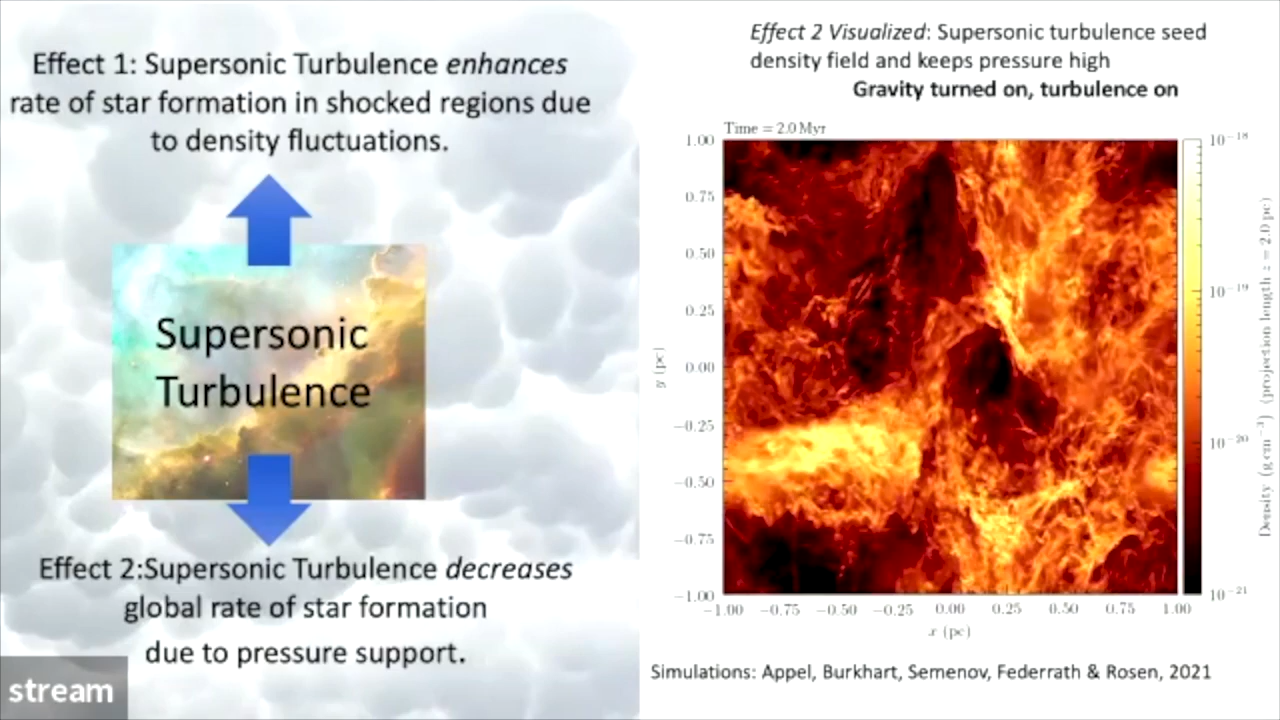 Effect 1: Supersonic Turbulence enhances
rate of star formation in shocked regions due
to density fluctuations.
Supersonic
Turbulence
Effect 2:Supersonic Turbulence decreases
global rate of star formation
due to pressure support.
stream
Effect 2 Visualized: Supersonic turbulence seed
density field and keeps pressure high
Gravity turned on, turbulence on
Time = 2.0 Myr
1.00
0.75
0.50
0.25
0.00
−0.25
−0.50
−0.75
−1.00
y (pc)
−1.00 −0.75 −0.50 −0.25 0.00 0.25 0.50 0.75 1.00
x (pc)
10⁻¹⁸
10⁻¹⁹
10⁻²⁰
10⁻²¹
Density (g cm⁻³) (projection length z = 2.0 pc)
Simulations: Appel, Burkhart, Semenov, Federrath & Rosen, 2021